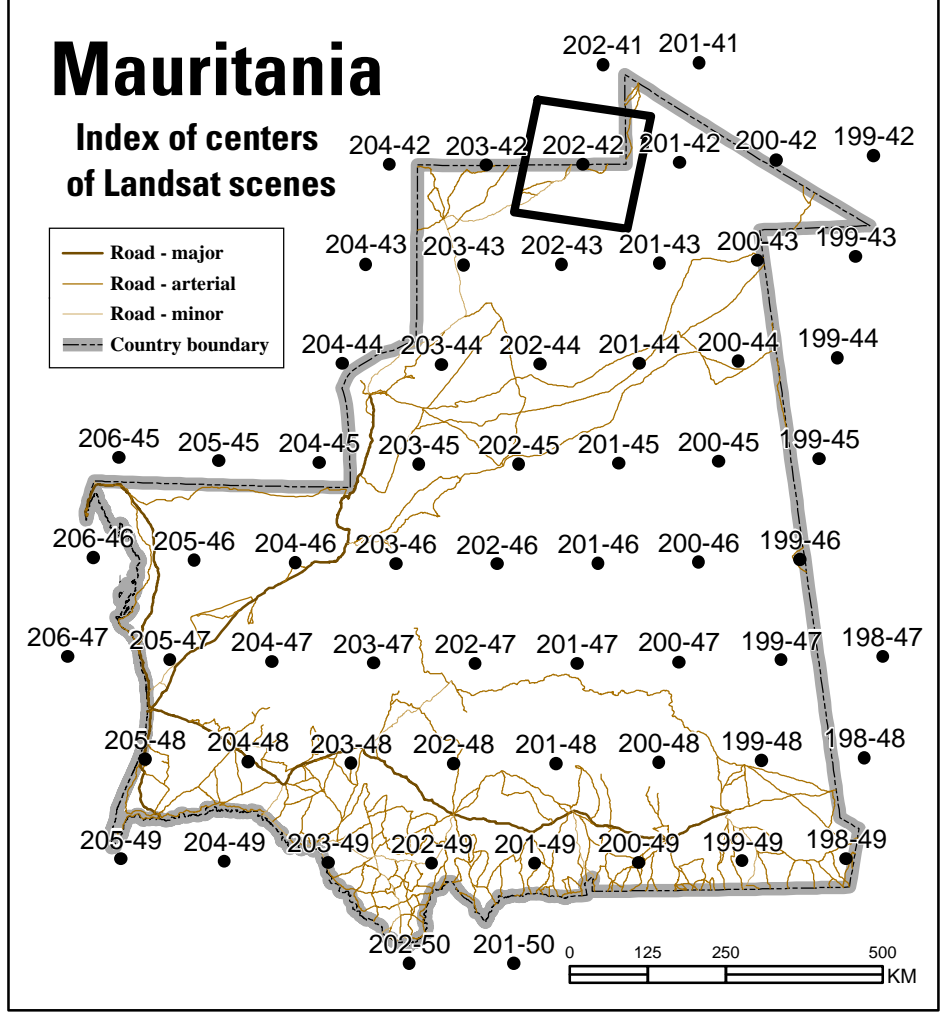 Mauritania
Index of centers
of Landsat scenes
Road - major
Road - arterial
Road - minor
Country boundary
202-41 201-41
204-42 203-42 202-42 201-42 200-42 199-42
204-43 203-43 202-43 201-43 200-43 199-43
204-44 203-44 202-44 201-44 200-44 199-44
206-45 205-45 204-45 203-45 202-45 201-45 200-45 199-45
206-46 205-46 204-46 203-46 202-46 201-46 200-46 199-46
206-47 205-47 204-47 203-47 202-47 201-47 200-47 199-47 198-47
205-48 204-48 203-48 202-48 201-48 200-48 199-48 198-48
205-49 204-49 203-49 202-49 201-49 200-49 199-49 198-49
202-50 201-50
0 125 250 500
KM